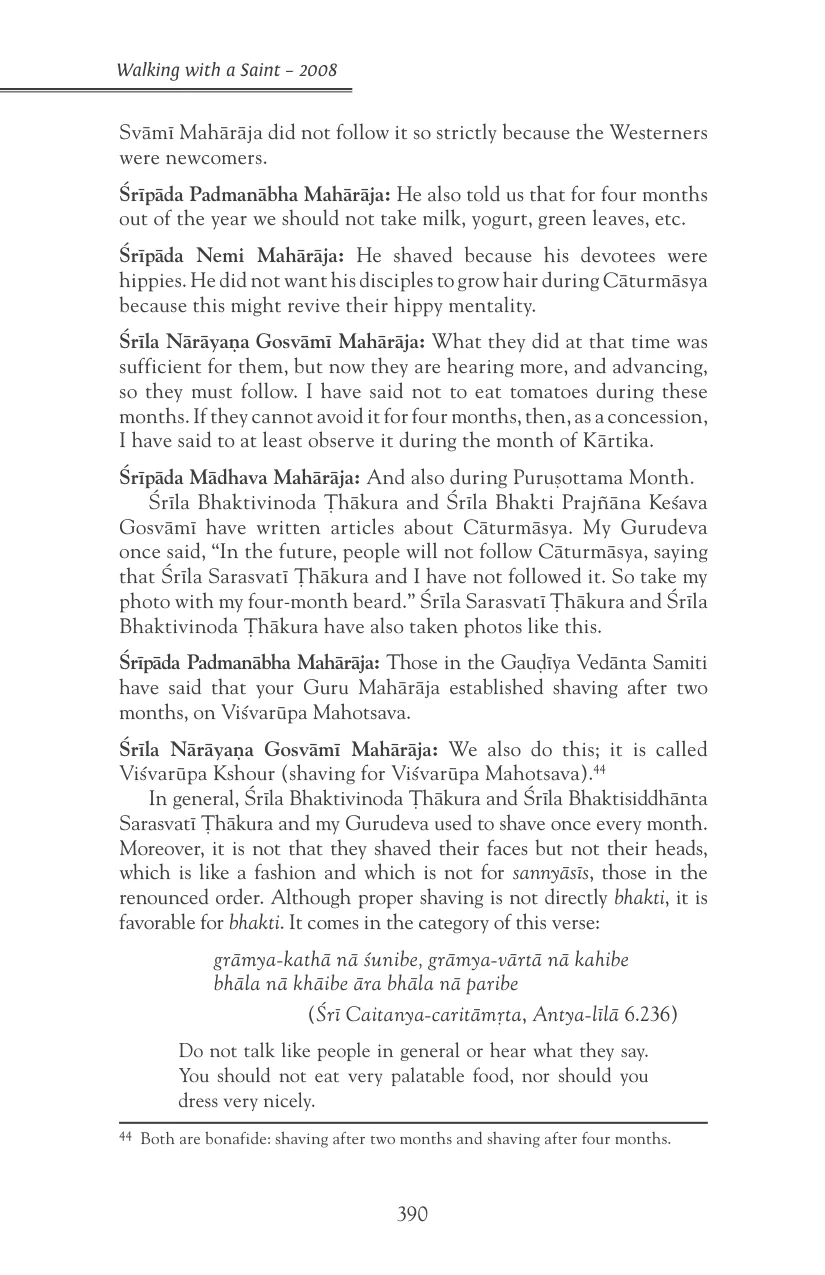 Walking with a Saint – 2008
Svāmī Mahārāja did not follow it so strictly because the Westerners
were newcomers.
Śrīpāda Padmanābha Mahārāja: He also told us that for four months
out of the year we should not take milk, yogurt, green leaves, etc.
Śrīpāda Nemi Mahārāja: He shaved because his devotees were
hippies. He did not want his disciples to grow hair during Cāturmāsya
because this might revive their hippy mentality.
Śrīla Nārāyaṇa Gosvāmī Mahārāja: What they did at that time was
sufficient for them, but now they are hearing more, and advancing,
so they must follow. I have said not to eat tomatoes during these
months. If they cannot avoid it for four months, then, as a concession,
I have said to at least observe it during the month of Kārtika.
Śrīpāda Mādhava Mahārāja: And also during Puruṣottama Month.
Śrīla Bhaktivinoda Ṭhākura and Śrīla Bhakti Prajñāna Keśava
Gosvāmī have written articles about Cāturmāsya. My Gurudeva
once said, “In the future, people will not follow Cāturmāsya, saying
that Śrīla Sarasvatī Ṭhākura and I have not followed it. So take my
photo with my four-month beard.” Śrīla Sarasvatī Ṭhākura and Śrīla
Bhaktivinoda Ṭhākura have also taken photos like this.
Śrīpāda Padmanābha Mahārāja: Those in the Gauḍīya Vedānta Samiti
have said that your Guru Mahārāja established shaving after two
months, on Viśvarūpa Mahotsava.
Śrīla Nārāyaṇa Gosvāmī Mahārāja: We also do this; it is called
Viśvarūpa Kshour (shaving for Viśvarūpa Mahotsava).44
In general, Śrīla Bhaktivinoda Ṭhākura and Śrīla Bhaktisiddhānta
Sarasvatī Ṭhākura and my Gurudeva used to shave once every month.
Moreover, it is not that they shaved their faces but not their heads,
which is like a fashion and which is not for sannyāsīs, those in the
renounced order. Although proper shaving is not directly bhakti, it is
favorable for bhakti. It comes in the category of this verse:
grāmya-kathā nā śunibe, grāmya-vārtā nā kahibe
bhāla nā khāibe āra bhāla nā paribe
(Śrī Caitanya-caritāmṛta, Antya-līlā 6.236)
Do not talk like people in general or hear what they say.
You should not eat very palatable food, nor should you
dress very nicely.
44 Both are bonafide: shaving after two months and shaving after four months.
390